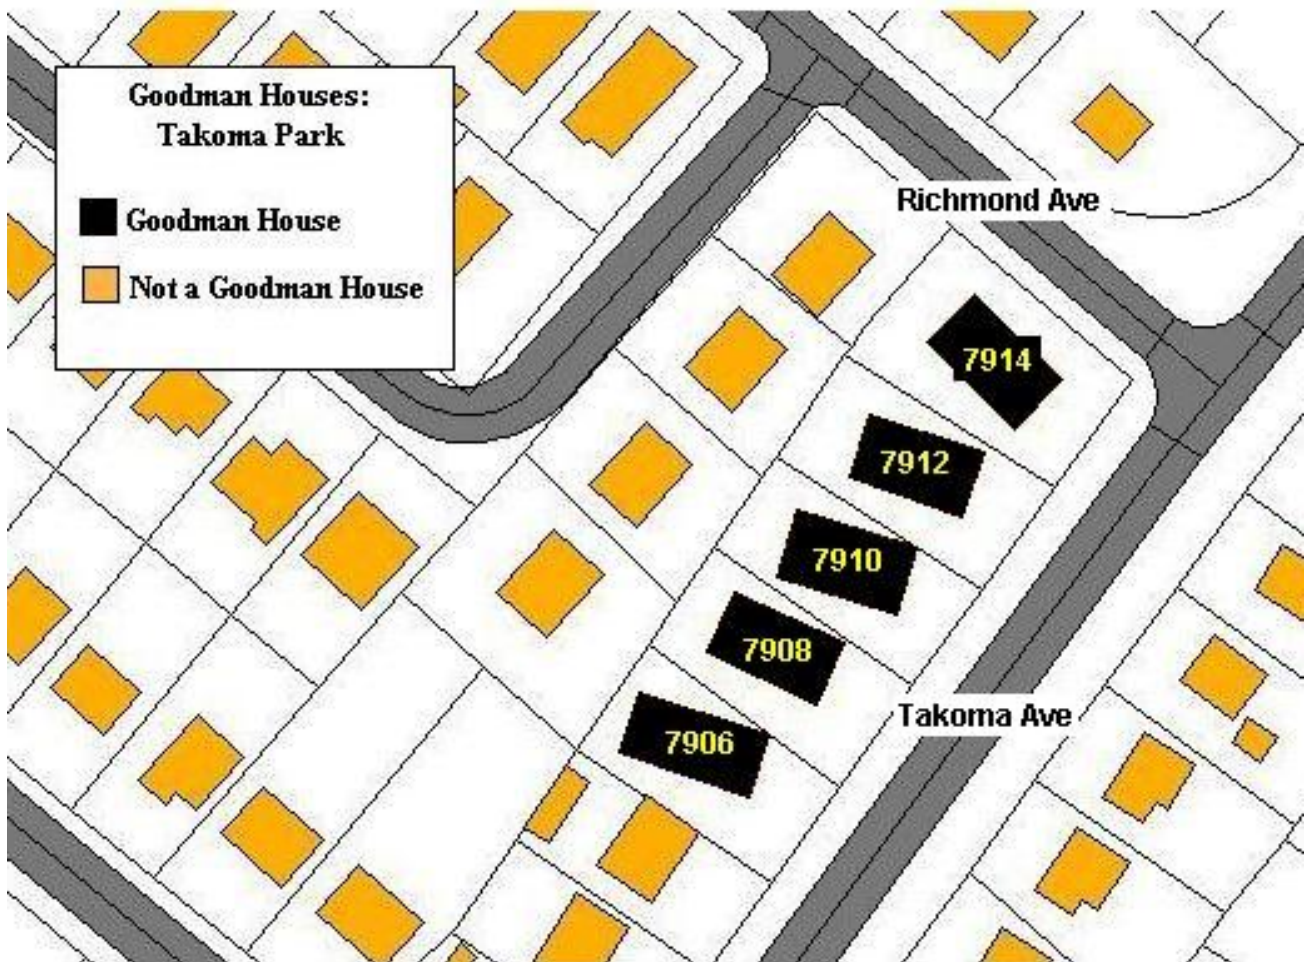 Goodman Houses:
Takoma Park
Goodman House
Not a Goodman House
Richmond Ave
7914
7912
7910
7908
7906
Takoma Ave